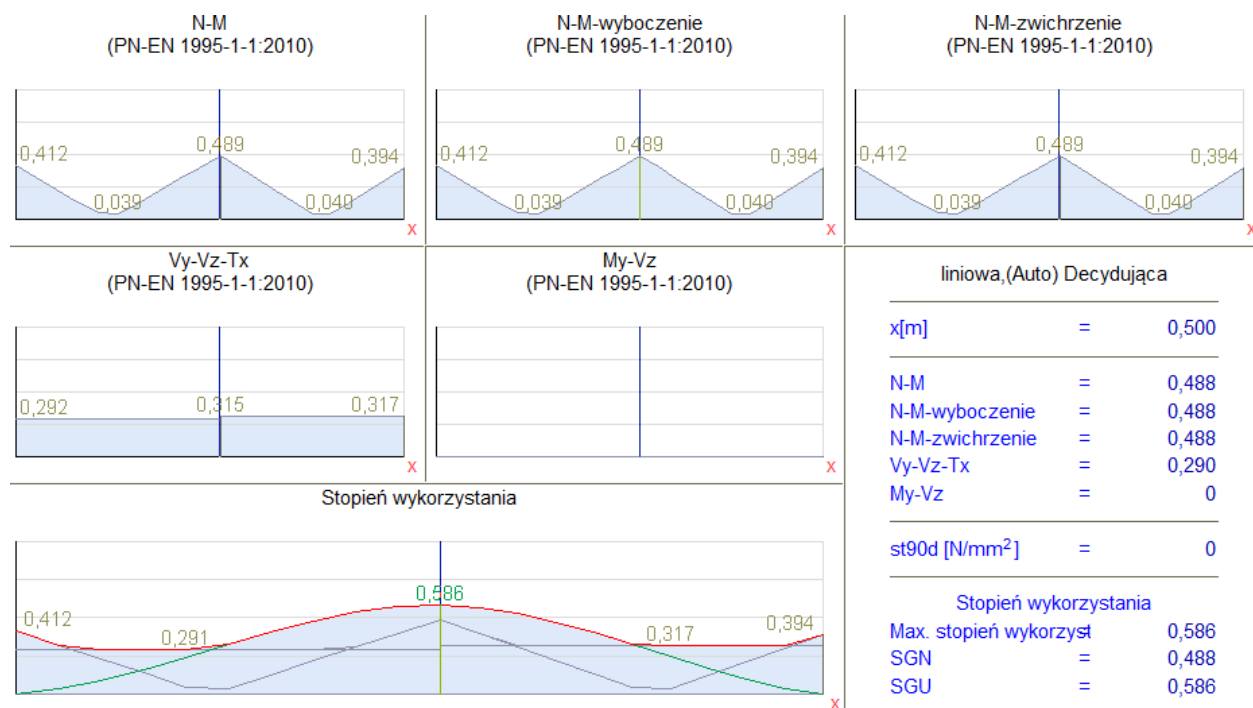 N-M
(PN-EN 1995-1-1:2010)
0,412
0,489
0,394
0,039
0,040
x
N-M-wyboczenie
(PN-EN 1995-1-1:2010)
0,412
0,489
0,394
0,039
0,040
x
N-M-zwichrzenie
(PN-EN 1995-1-1:2010)
0,412
0,489
0,394
0,039
0,040
x
Vy-Vz-Tx
(PN-EN 1995-1-1:2010)
0,292
0,315
0,317
x
My-Vz
(PN-EN 1995-1-1:2010)
x
Stopień wykorzystania
0,412
0,291
0,586
0,317
0,394
x
liniowa,(Auto) Decydująca
x[m] = 0,500
N-M = 0,488
N-M-wyboczenie = 0,488
N-M-zwichrzenie = 0,488
Vy-Vz-Tx = 0,290
My-Vz = 0
st90d [N/mm²] = 0
Stopień wykorzystania
Max. stopień wykorzyst = 0,586
SGN = 0,488
SGU = 0,586